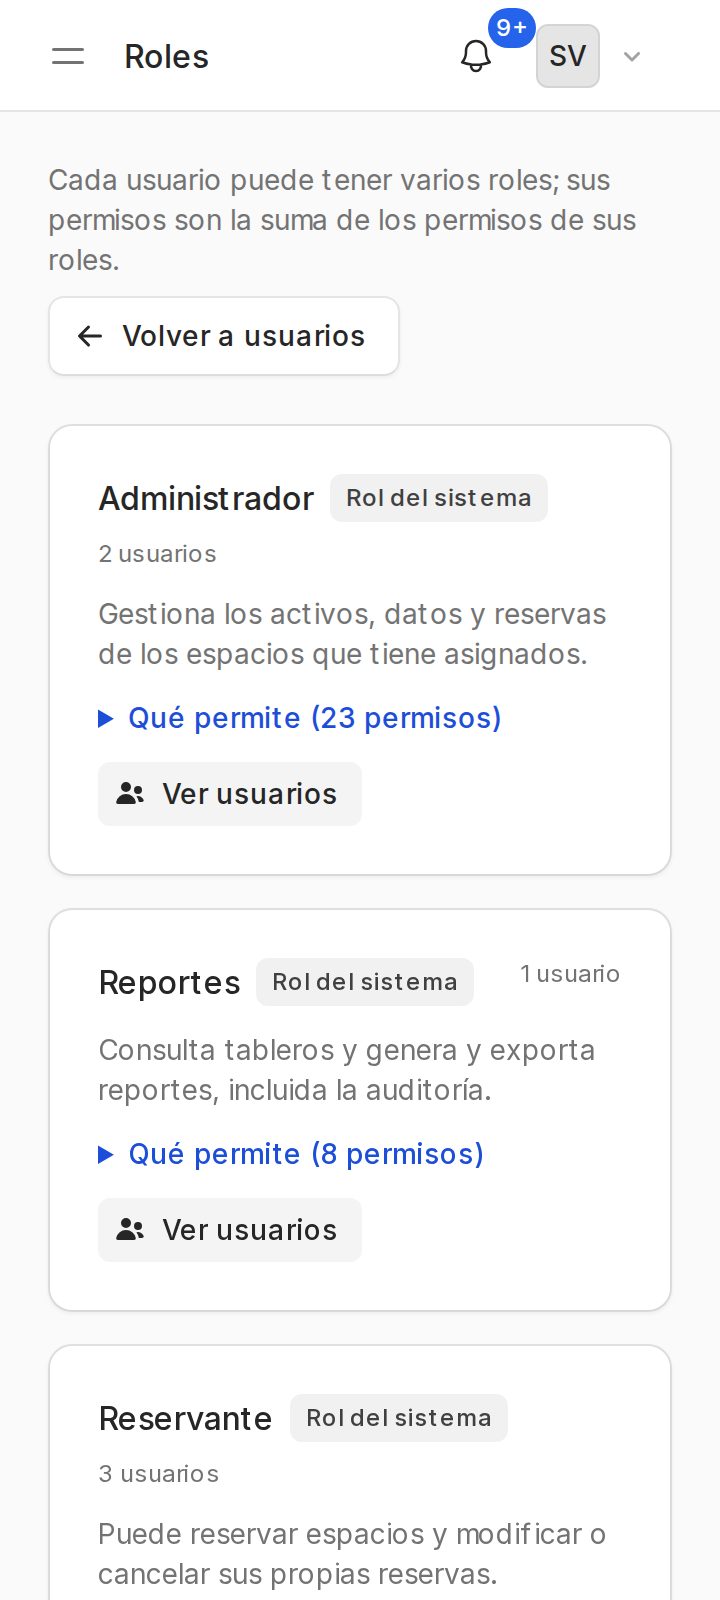 Roles
9+
SV
Cada usuario puede tener varios roles; sus
permisos son la suma de los permisos de sus
roles.
Volver a usuarios
Administrador Rol del sistema
2 usuarios
Gestiona los activos, datos y reservas
de los espacios que tiene asignados.
Qué permite (23 permisos)
Ver usuarios
Reportes Rol del sistema 1 usuario
Consulta tableros y genera y exporta
reportes, incluida la auditoría.
Qué permite (8 permisos)
Ver usuarios
Reservante Rol del sistema
3 usuarios
Puede reservar espacios y modificar o
cancelar sus propias reservas.